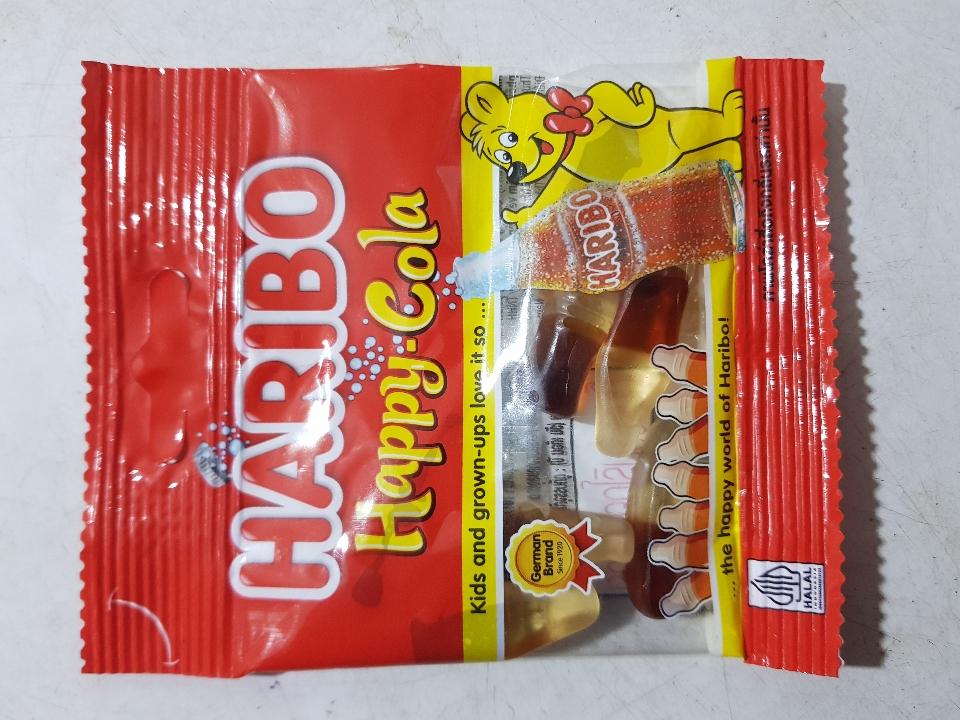 HARIBO
Happy-Cola
Kids and grown-ups love it so ...
HARIBO
German
Brand
Since 1920
... the happy world of Haribo!
HALAL
INDONESIA